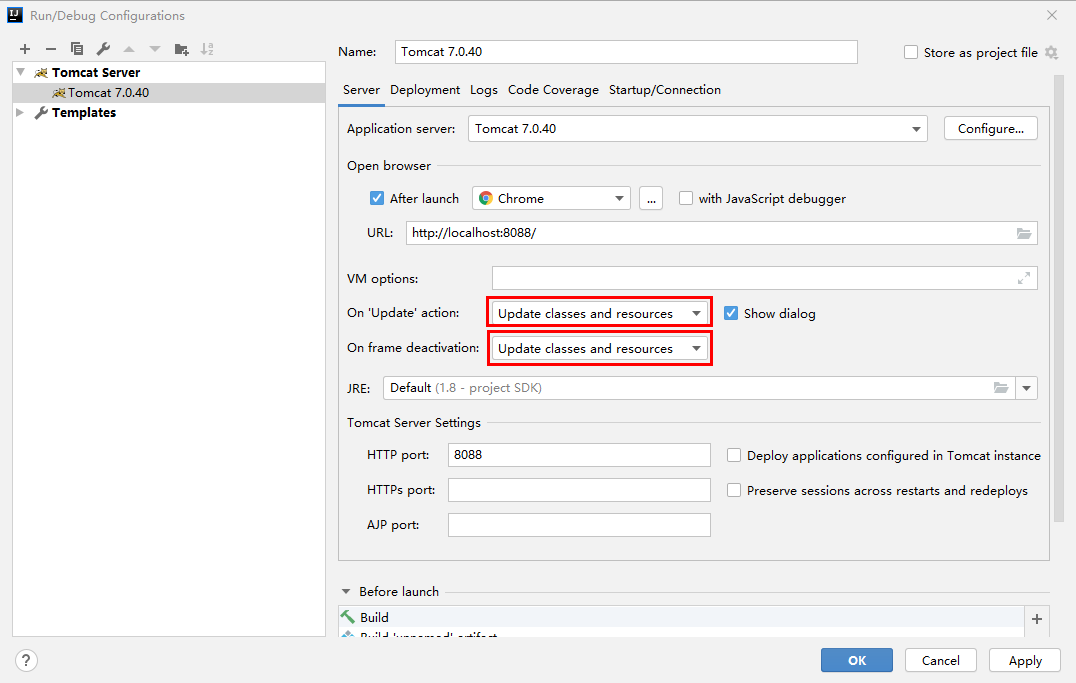 Run/Debug Configurations
Name: Tomcat 7.0.40
Store as project file
Tomcat Server
Tomcat 7.0.40
Templates
Server Deployment Logs Code Coverage Startup/Connection
Application server: Tomcat 7.0.40 Configure...
Open browser
After launch Chrome ... with JavaScript debugger
URL: http://localhost:8088/
VM options:
On 'Update' action: Update classes and resources Show dialog
On frame deactivation: Update classes and resources
JRE: Default (1.8 - project SDK)
Tomcat Server Settings
HTTP port: 8088 Deploy applications configured in Tomcat instance
HTTPs port: Preserve sessions across restarts and redeploys
AJP port:
Before launch
Build
Build 'unnamed' artifact
? OK Cancel Apply